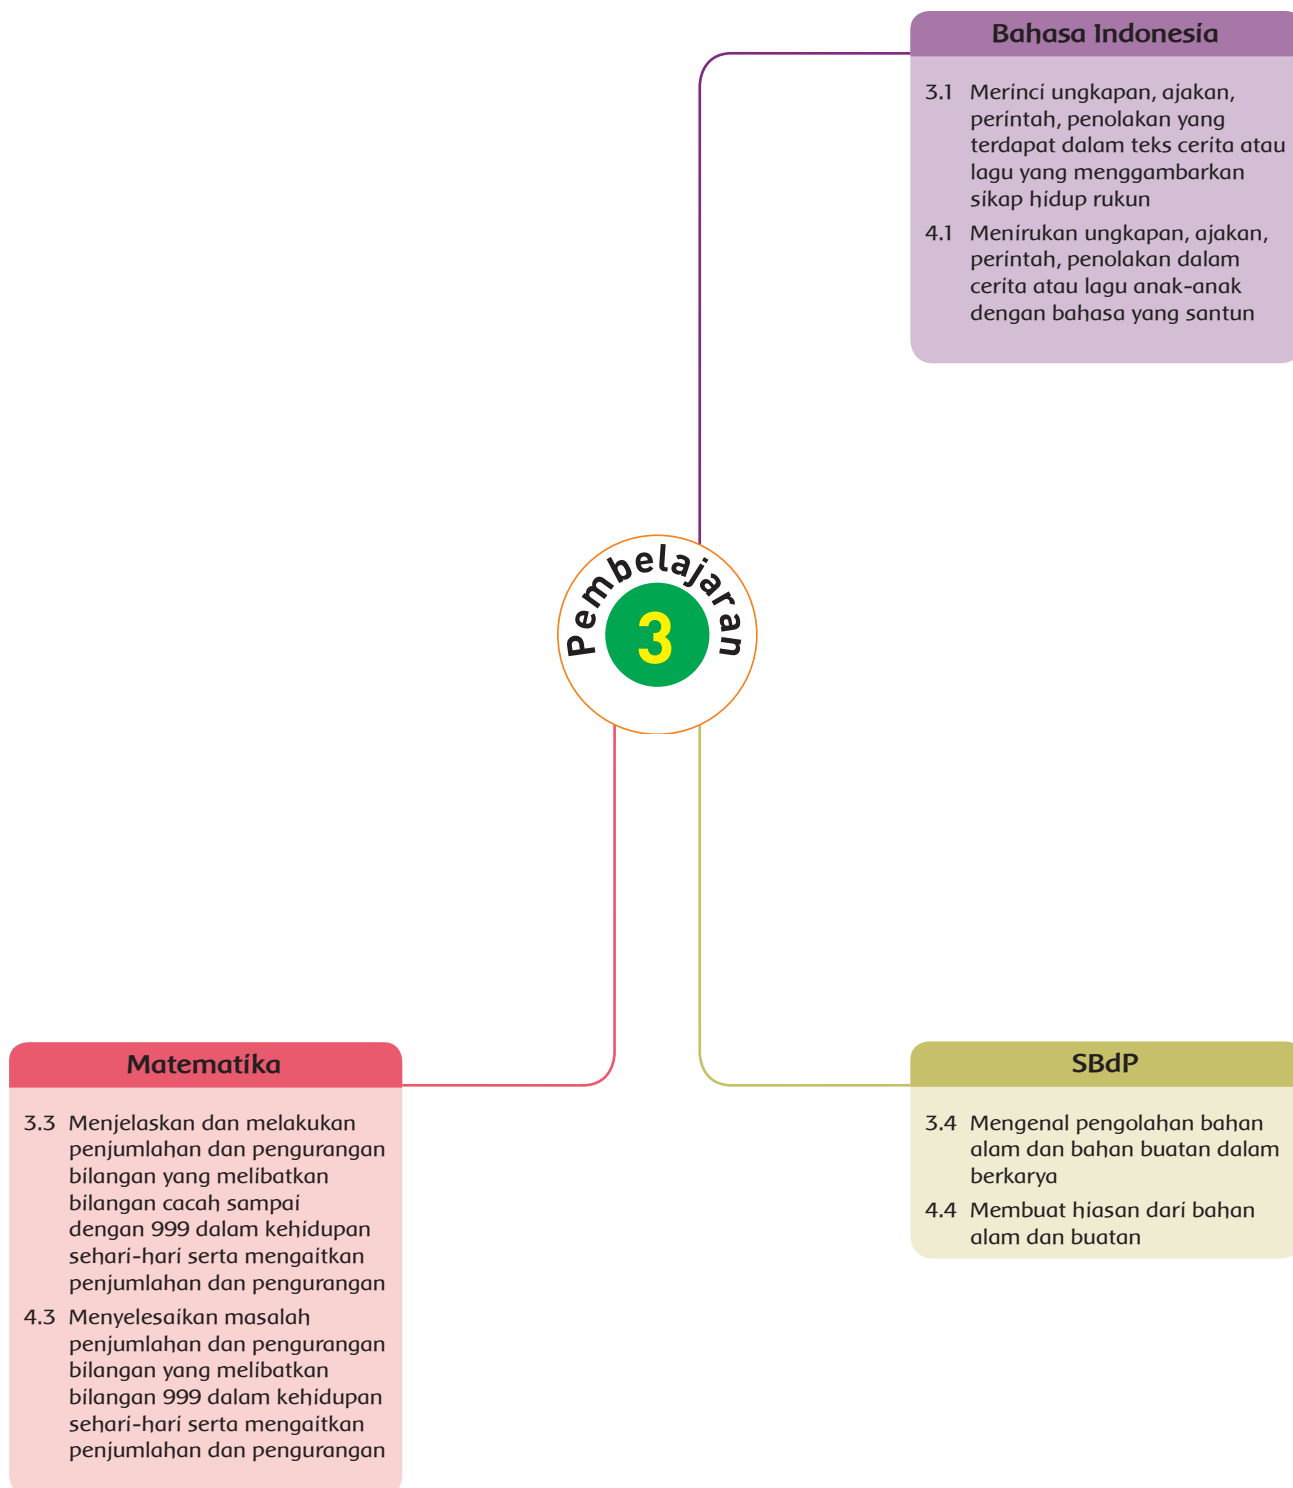 Bahasa Indonesia
3.1 Merinci ungkapan, ajakan,
perintah, penolakan yang
terdapat dalam teks cerita atau
lagu yang menggambarkan
sikap hidup rukun
4.1 Menirukan ungkapan, ajakan,
perintah, penolakan dalam
cerita atau lagu anak-anak
dengan bahasa yang santun
Pembelajaran
3
Matematika
3.3 Menjelaskan dan melakukan
penjumlahan dan pengurangan
bilangan yang melibatkan
bilangan cacah sampai
dengan 999 dalam kehidupan
sehari-hari serta mengaitkan
penjumlahan dan pengurangan
4.3 Menyelesaikan masalah
penjumlahan dan pengurangan
bilangan yang melibatkan
bilangan 999 dalam kehidupan
sehari-hari serta mengaitkan
penjumlahan dan pengurangan
SBdP
3.4 Mengenal pengolahan bahan
alam dan bahan buatan dalam
berkarya
4.4 Membuat hiasan dari bahan
alam dan buatan